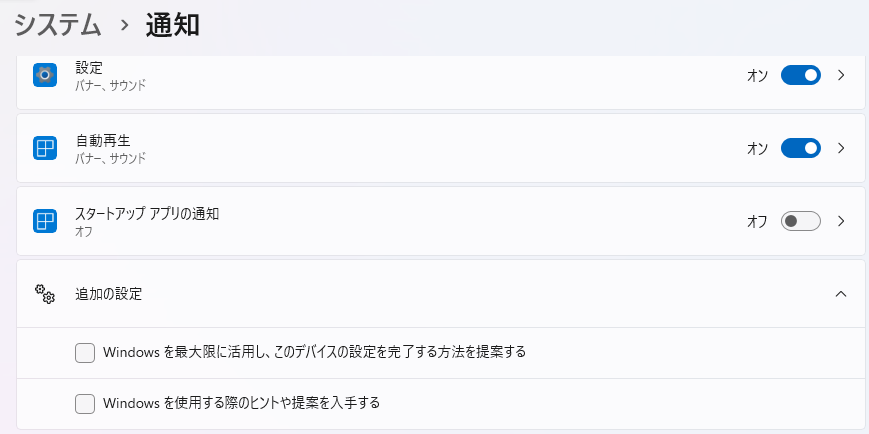 システム › 通知
設定
バナー、サウンド
オン
自動再生
バナー、サウンド
オン
スタートアップ アプリの通知
オフ
オフ
追加の設定
Windows を最大限に活用し、このデバイスの設定を完了する方法を提案する
Windows を使用する際のヒントや提案を入手する